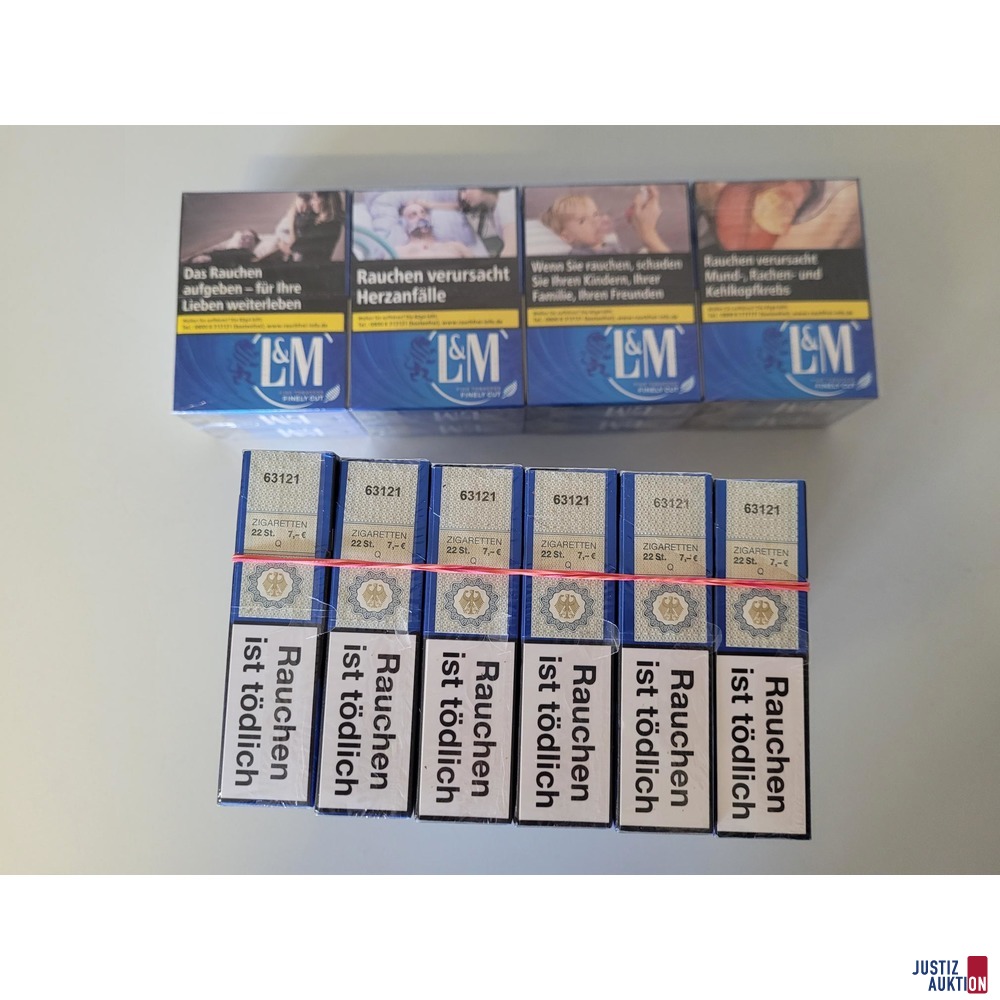 Das Rauchen
aufgeben – für Ihre
Lieben weiterleben
L&M
FINELY CUT
Rauchen verursacht
Herzanfälle
L&M
FINELY CUT
Wenn Sie rauchen, schaden
Sie Ihren Kindern, Ihrer
Familie, Ihren Freunden
L&M
FINELY CUT
Rauchen verursacht
Mund-, Rachen- und
Kehlkopfkrebs
L&M
FINELY CUT
63121
ZIGARETTEN
22 St. 7,– €
Q
Rauchen
ist tödlich
63121
ZIGARETTEN
22 St. 7,– €
Q
Rauchen
ist tödlich
63121
ZIGARETTEN
22 St. 7,– €
Q
Rauchen
ist tödlich
63121
ZIGARETTEN
22 St. 7,– €
Q
Rauchen
ist tödlich
63121
ZIGARETTEN
22 St. 7,– €
Q
Rauchen
ist tödlich
63121
ZIGARETTEN
22 St. 7,– €
Q
Rauchen
ist tödlich
JUSTIZ
AUKTION